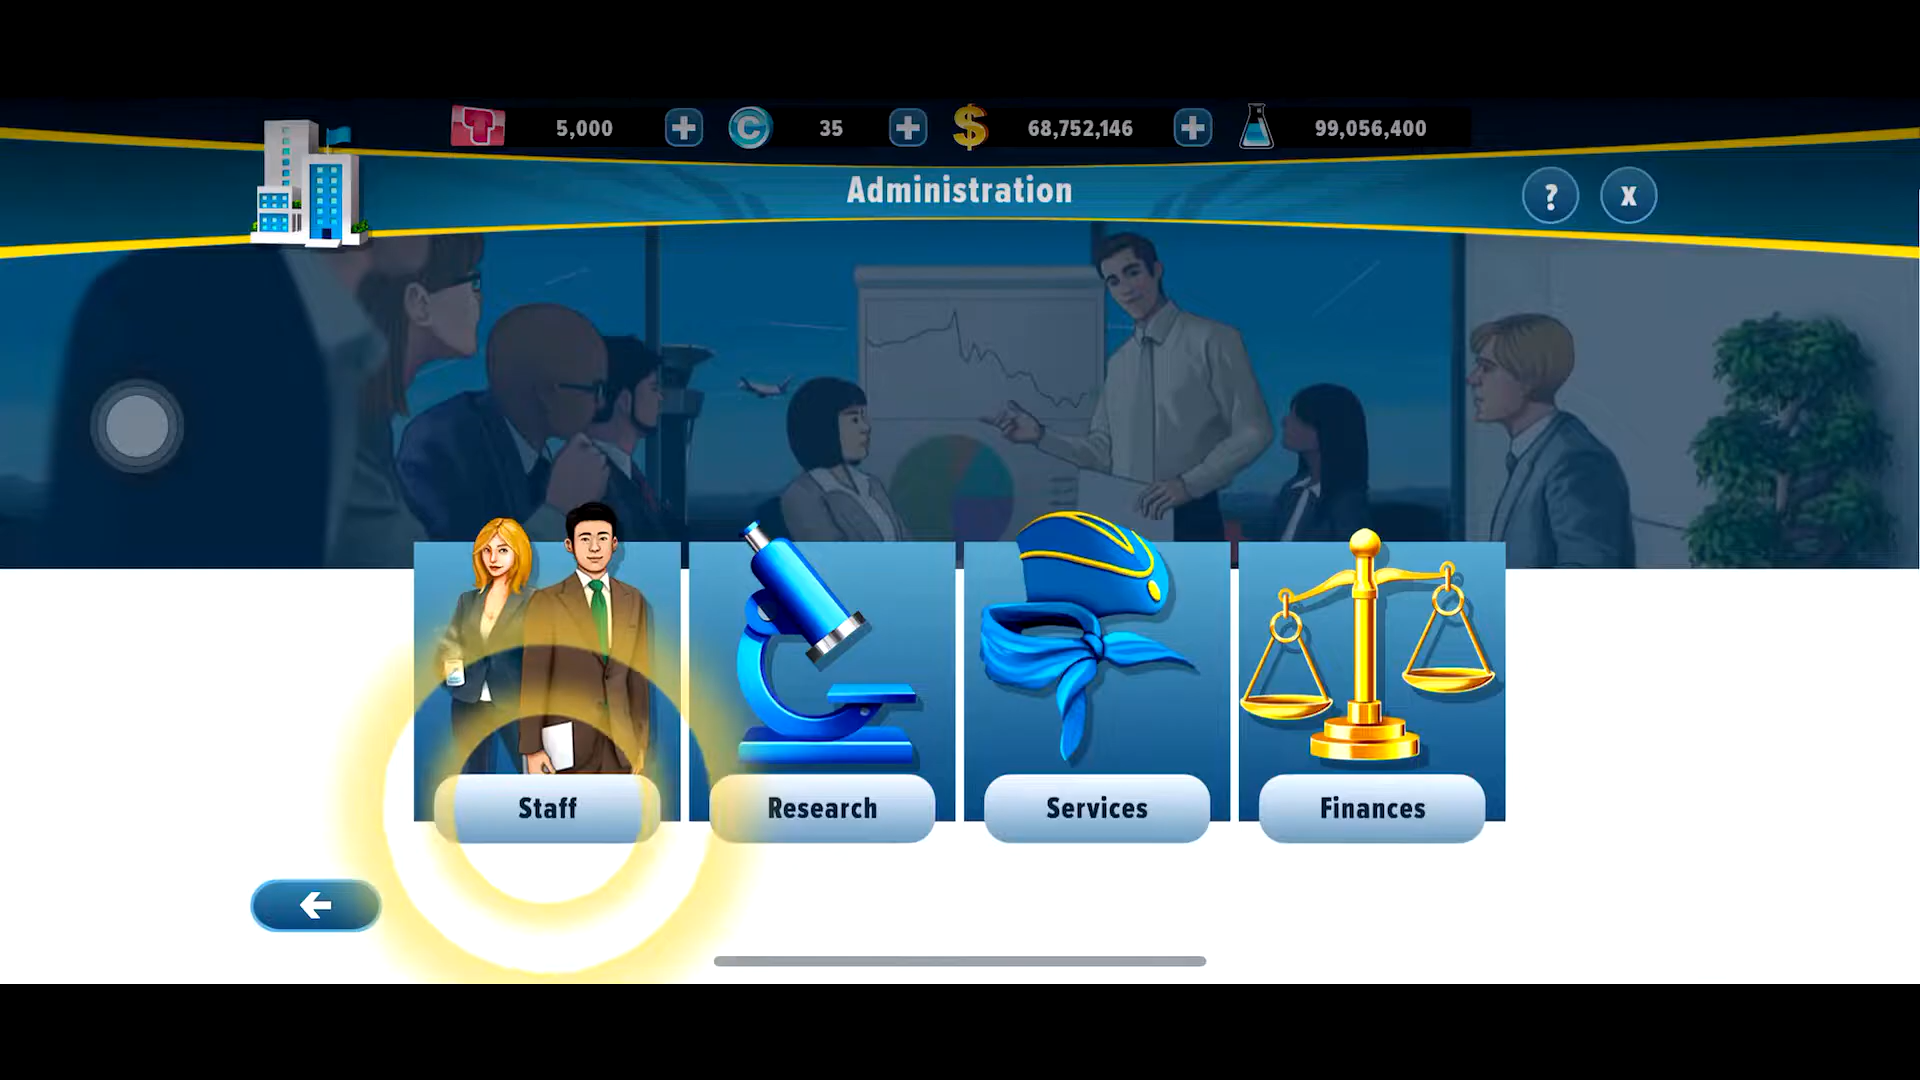 5,000
35
68,752,146
99,056,400
Administration
?
X
Staff
Research
Services
Finances